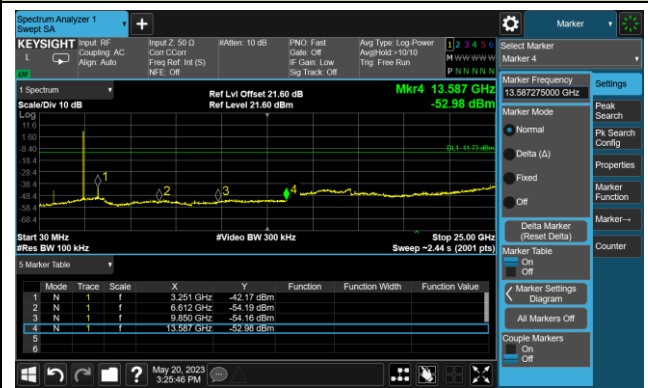 Spectrum Analyzer 1
Swept SA
+
Marker
KEYSIGHT
L
LW
Input: RF
Coupling: AC
Align: Auto
Input Z: 50 Ω
Corr CCorr
Freq Ref: Int (S)
NFE: Off
#Atten: 10 dB
PNO: Fast
Gate: Off
IF Gain: Low
Sig Track: Off
Avg Type: Log-Power
Avg|Hold:>10/10
Trig: Free Run
1 2 3 4 5 6
M W W W W W
P N N N N N
Select Marker
Marker 4
1 Spectrum
Scale/Div 10 dB
Log
Ref Lvl Offset 21.60 dB
Ref Level 21.60 dBm
Mkr4 13.587 GHz
-52.98 dBm
11.6
1.60
-8.40
-18.4
-28.4
-38.4
-48.4
-58.4
-68.4
DL1 -11.73 dBm
1
2
3
4
Start 30 MHz
#Res BW 100 kHz
#Video BW 300 kHz
Stop 25.00 GHz
Sweep ~2.44 s (2001 pts)
5 Marker Table
Mode Trace Scale X Y Function Function Width Function Value
1 N 1 f 3.251 GHz -42.17 dBm
2 N 1 f 6.612 GHz -54.19 dBm
3 N 1 f 9.850 GHz -54.16 dBm
4 N 1 f 13.587 GHz -52.98 dBm
5
6
Marker Frequency
13.587275000 GHz
Marker Mode
Normal
Delta (Δ)
Fixed
Off
Delta Marker
(Reset Delta)
Marker Table
On
Off
Marker Settings
Diagram
All Markers Off
Couple Markers
On
Off
Settings
Peak
Search
Pk Search
Config
Properties
Marker
Function
Marker→
Counter
?
May 20, 2023
3:25:46 PM